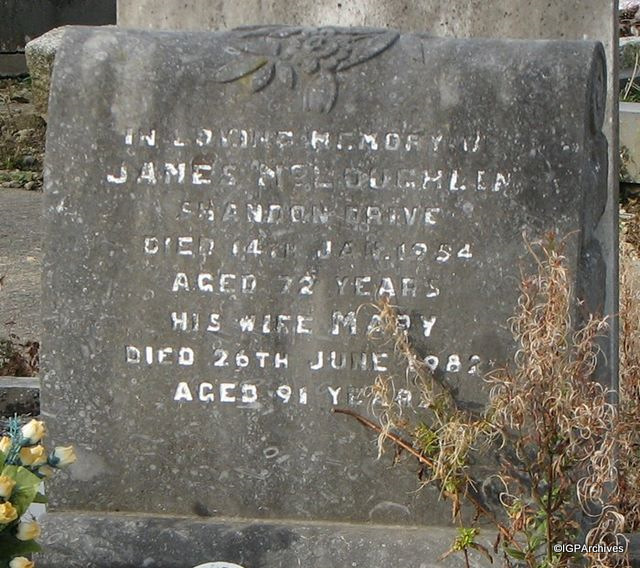 IN LOVING MEMORY OF
JAMES McLOUGHLIN
SHANDON DRIVE
DIED 14TH JAN. 1954
AGED 72 YEARS
HIS WIFE MARY
DIED 26TH JUNE 1982
AGED 91 YEARS
©IGPArchives